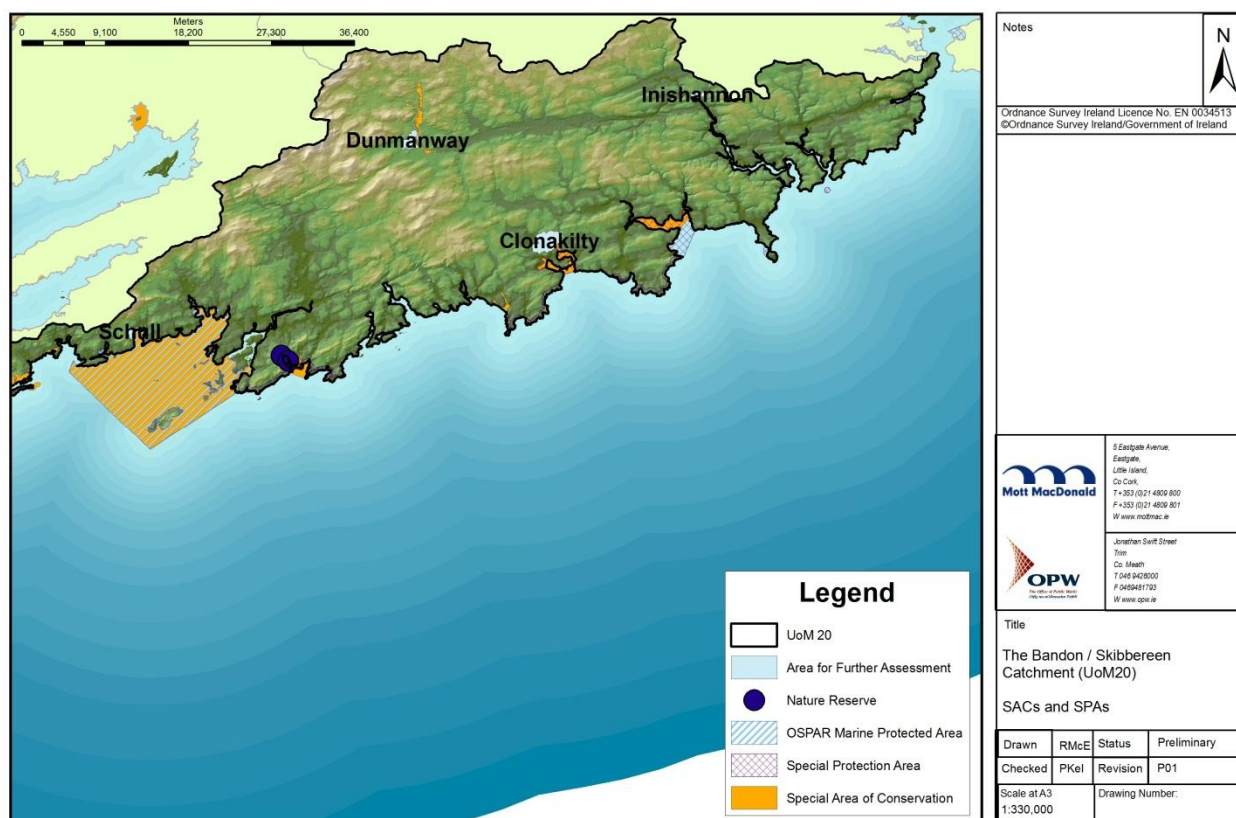 Meters
0 4,550 9,100 18,200 27,300 36,400
Inishannon
Dunmanway
Clonakilty
Schull
Legend
UoM 20
Area for Further Assessment
Nature Reserve
OSPAR Marine Protected Area
Special Protection Area
Special Area of Conservation
Notes
N
Ordnance Survey Ireland Licence No. EN 0034513
©Ordnance Survey Ireland/Government of Ireland
Mott MacDonald
5 Eastgate Avenue,
Eastgate,
Little Island,
Co Cork,
T +353 (0)21 4809 800
F +353 (0)21 4809 801
W www.mottmac.ie
OPW
The Office of Public Works
Jonathan Swift Street
Trim
Co. Meath
T 046 9426000
F 0469481793
W www.opw.ie
Title
The Bandon / Skibbereen
Catchment (UoM20)
SACs and SPAs
Drawn RMcE Status Preliminary
Checked PKel Revision P01
Scale at A3 Drawing Number:
1:330,000